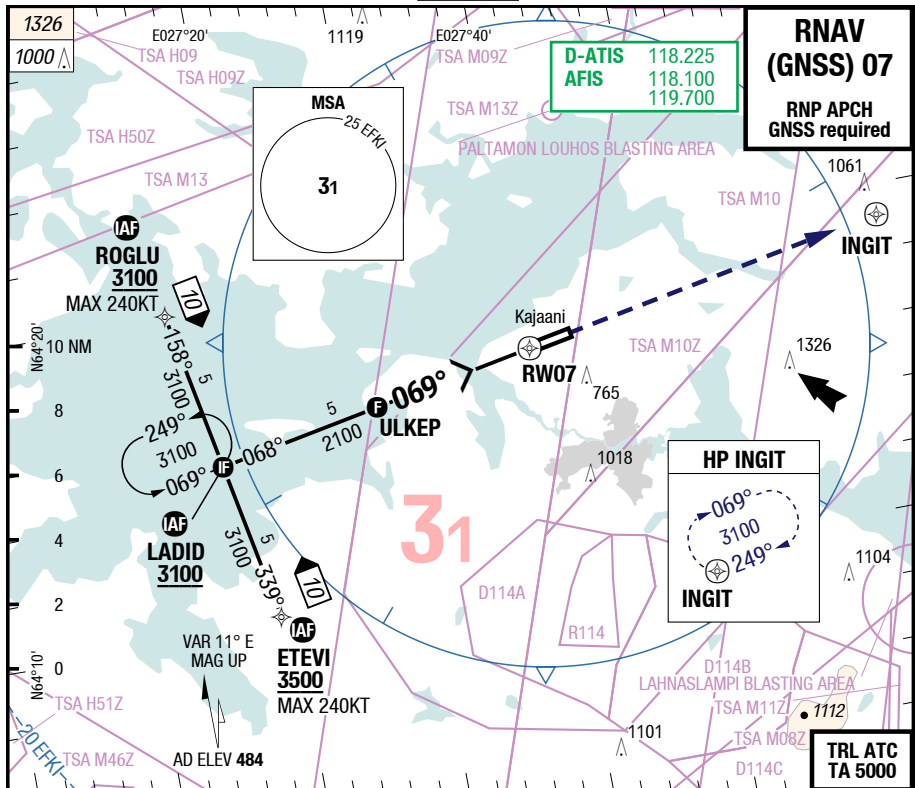 1326
1000
E027°20'
1119
E027°40'
TSA H09
TSA H09Z
TSA M09Z
D-ATIS 118.225
AFIS 118.100
119.700
RNAV
(GNSS) 07
RNP APCH
GNSS required
MSA
25 EFKI
31
TSA M13Z
TSA H50Z
PALTAMON LOUHOS BLASTING AREA
1061
TSA M13
TSA M10
IAF
ROGLU
3100
MAX 240KT
10
INGIT
Kajaani
N64°20'
10 NM
158°
5
3100
RW07
TSA M10Z
1326
765
8
249°
3100
069°
IF
068°
5
2100
F
069°
ULKEP
6
1018
HP INGIT
069°
3100
249°
INGIT
IAF
LADID
3100
4
5
3100
339°
10
31
1104
D114A
R114
2
IAF
ETEVI
3500
MAX 240KT
VAR 11° E
MAG UP
N64°10'
0
D114B
LAHNASLAMPI BLASTING AREA
TSA H51Z
TSA M11Z
1112
20 EFKI
TSA M46Z
AD ELEV 484
1101
TSA M08Z
D114C
TRL ATC
TA 5000